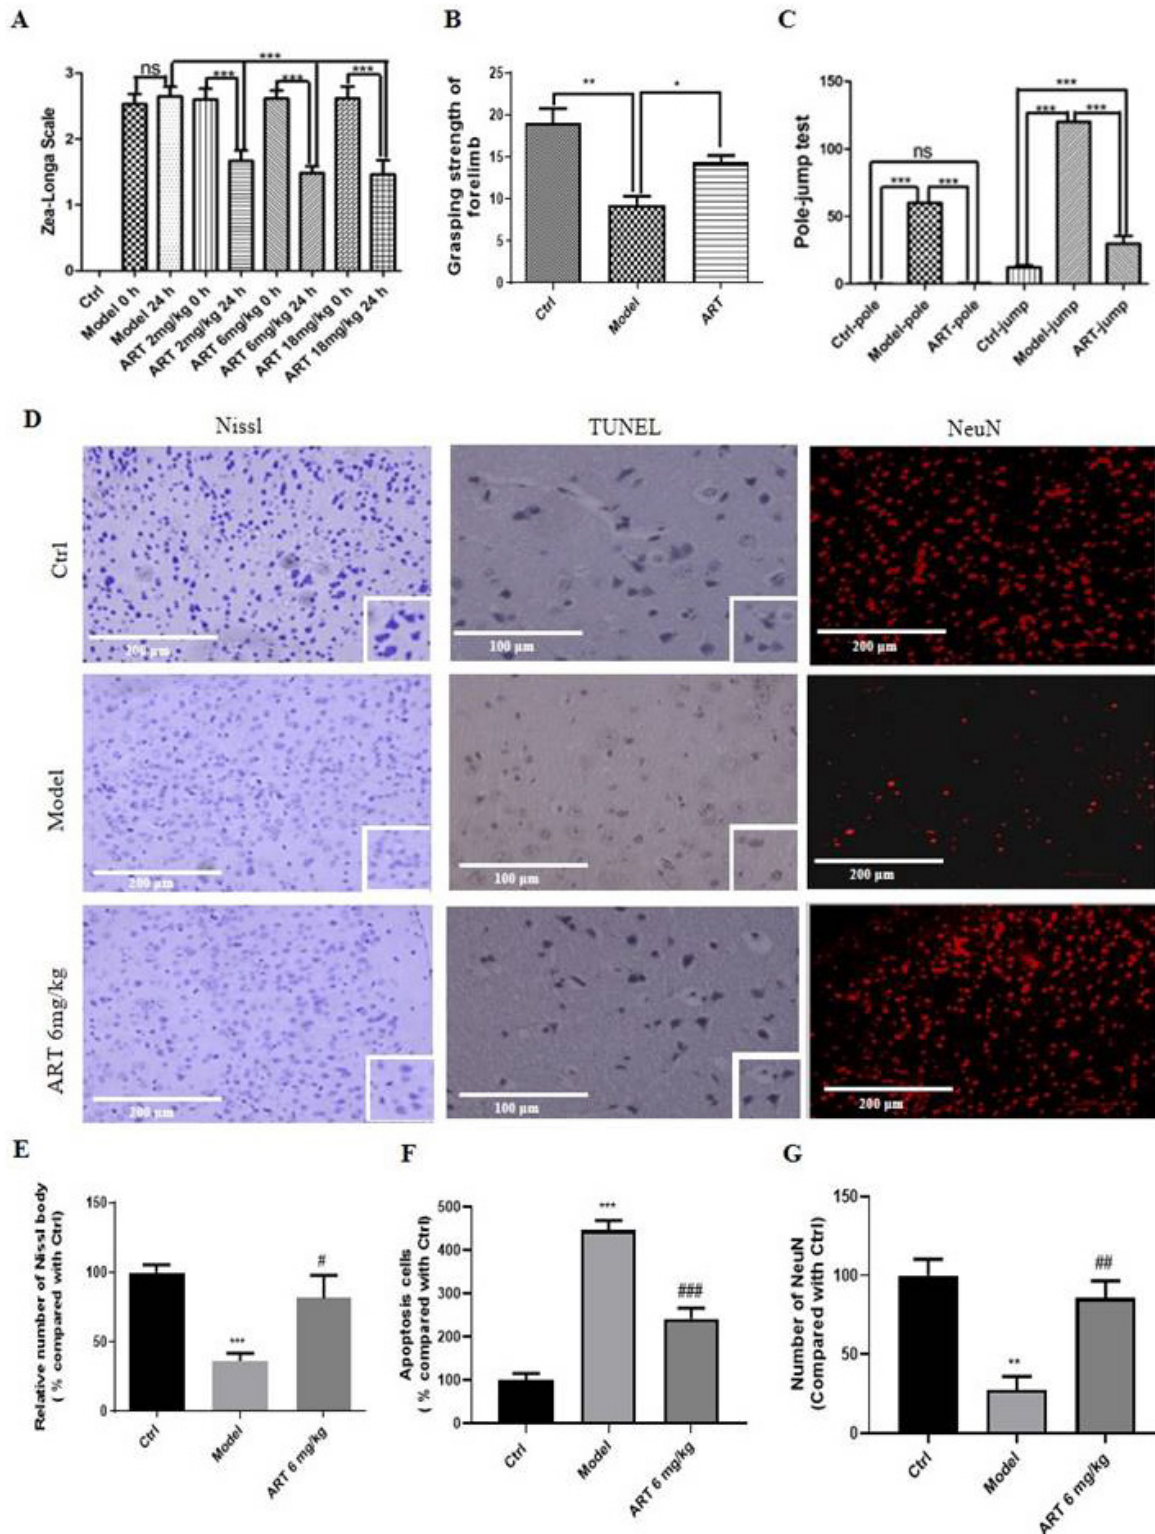 A
Zea-Longa Scale
3
2
1
0
ns
***
***
***
***
Ctrl
Model 0 h
Model 24 h
ART 2mg/kg 0 h
ART 2mg/kg 24 h
ART 6mg/kg 0 h
ART 6mg/kg 24 h
ART 18mg/kg 0 h
ART 18mg/kg 24 h
B
Grasping strength of
forelimb
25
20
15
10
5
0
**
*
Ctrl
Model
ART
C
Pole-jump test
150
100
50
0
ns
***
***
***
***
***
Ctrl-pole
Model-pole
ART-pole
Ctrl-jump
Model-jump
ART-jump
D
Nissl
TUNEL
NeuN
Ctrl
200 µm
100 µm
200 µm
Model
200 µm
100 µm
200 µm
ART 6mg/kg
200 µm
100 µm
200 µm
E
Relative number of Nissl body
( % compared with Ctrl)
150
100
50
0
***
#
Ctrl
Model
ART 6 mg/kg
F
Apoptosis cells
( % compared with Ctrl)
500
400
300
200
100
0
***
###
Ctrl
Model
ART 6 mg/kg
G
Number of NeuN
(Compared with Ctrl)
150
100
50
0
**
##
Ctrl
Model
ART 6 mg/kg